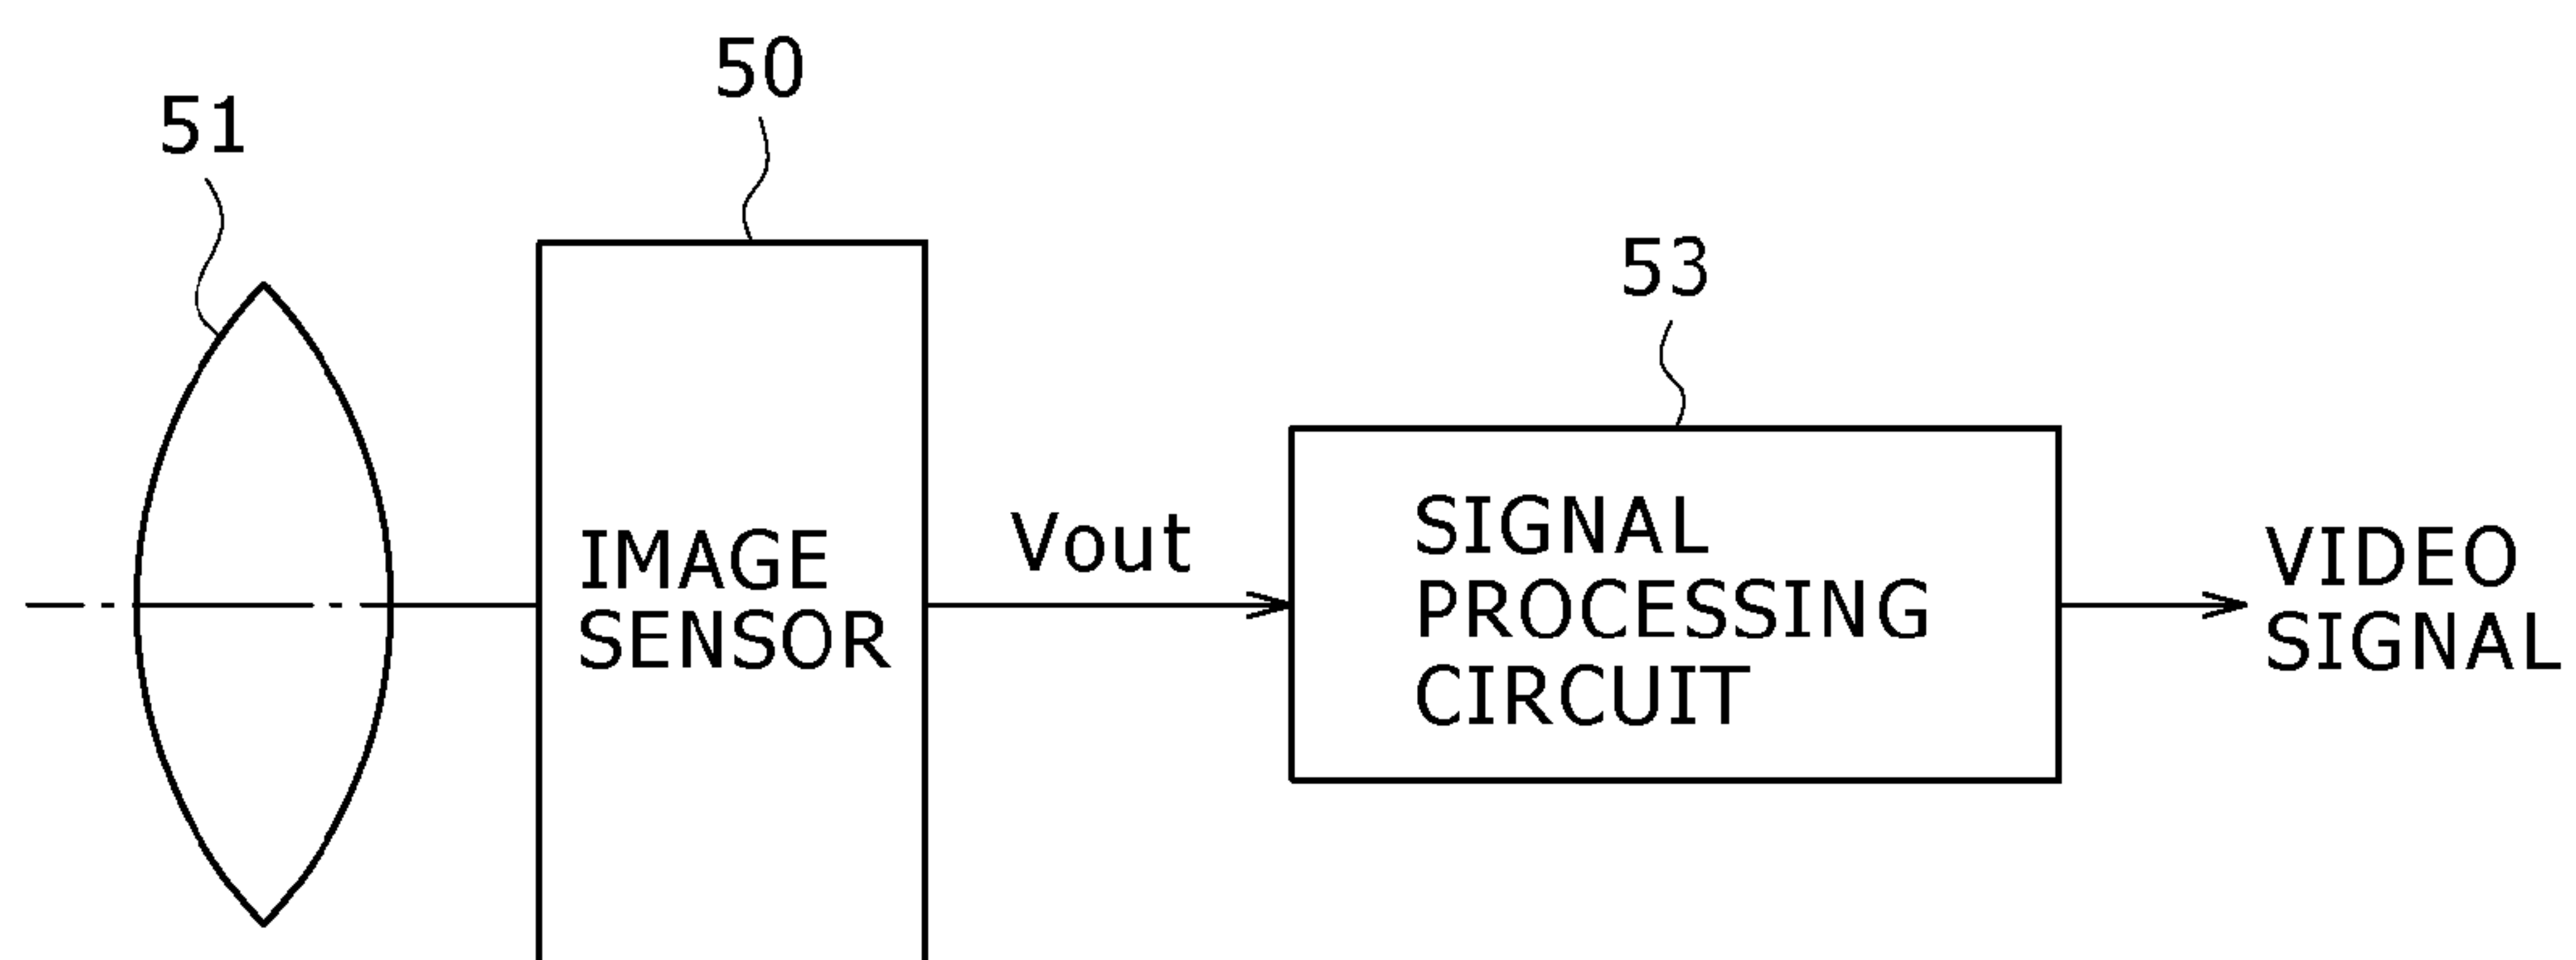 50
51
53
IMAGE
SENSOR
Vout
SIGNAL
PROCESSING
CIRCUIT
VIDEO
SIGNAL